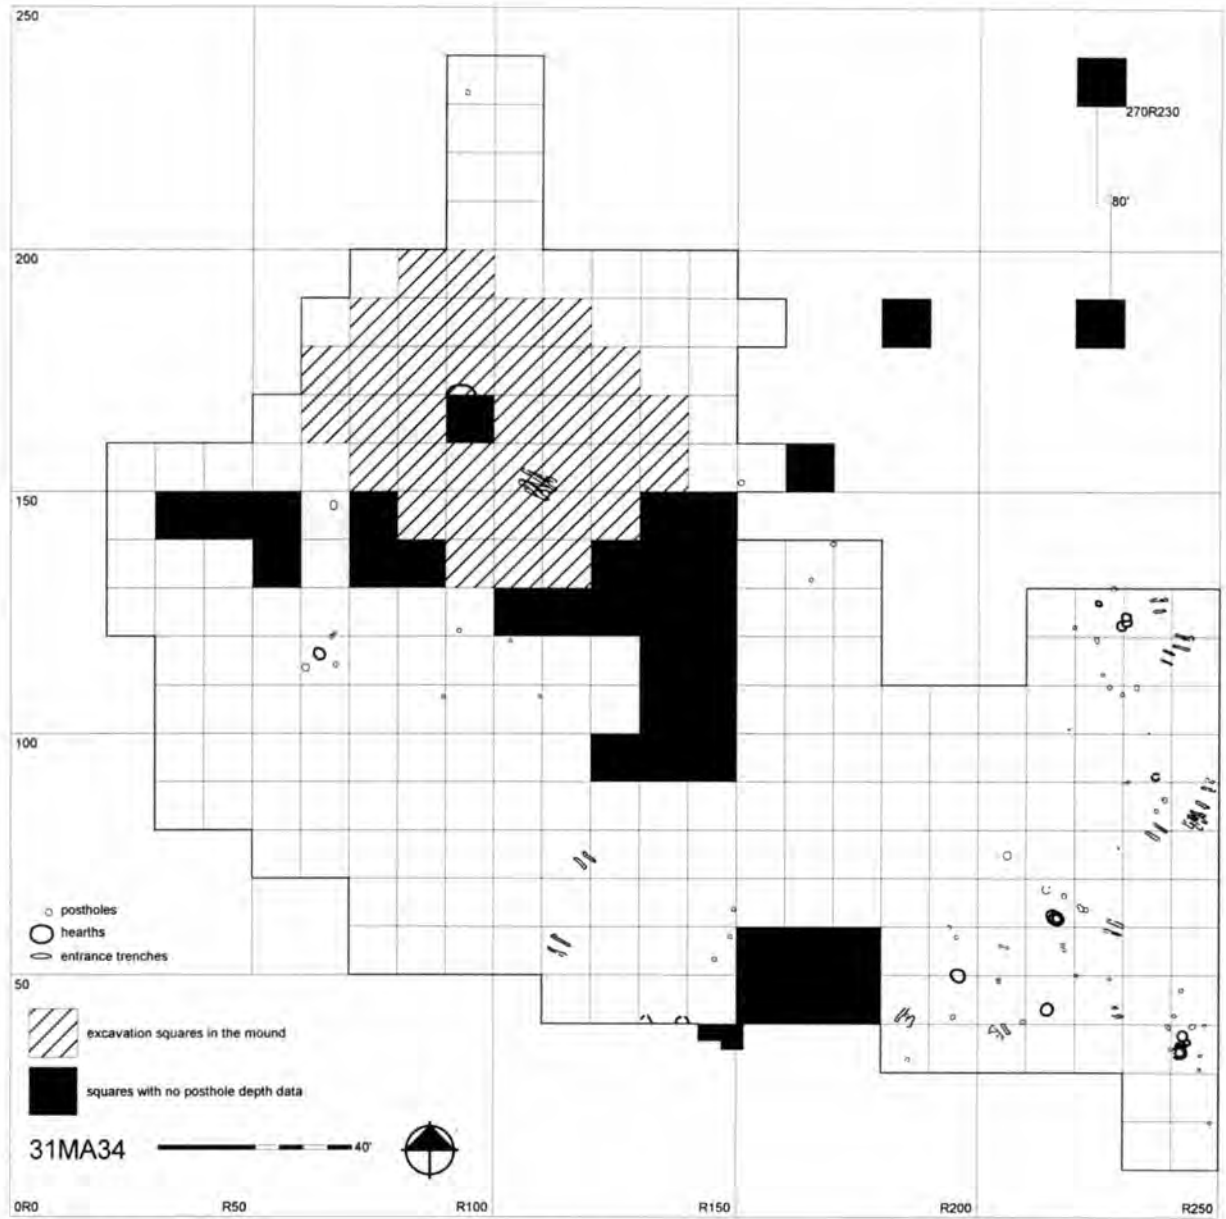 250
270R230
80'
200
150
100
postholes
hearths
entrance trenches
50
excavation squares in the mound
squares with no posthole depth data
31MA34
40'
0R0 R50 R100 R150 R200 R250